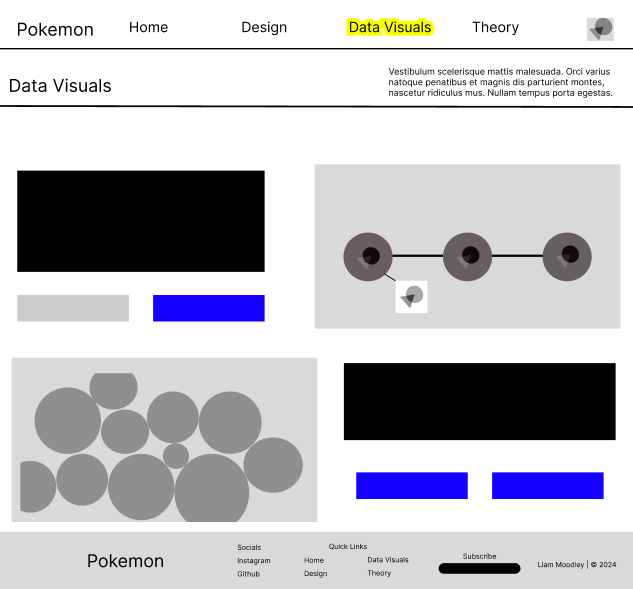 Pokemon
Home
Design
Data Visuals
Theory
Data Visuals
Vestibulum scelerisque mattis malesuada. Orci varius
natoque penatibus et magnis dis parturient montes,
nascetur ridiculus mus. Nullam tempus porta egestas.
Pokemon
Socials
Instagram
Github
Quick Links
Home
Data Visuals
Design
Theory
Subscribe
Liam Moodley | © 2024